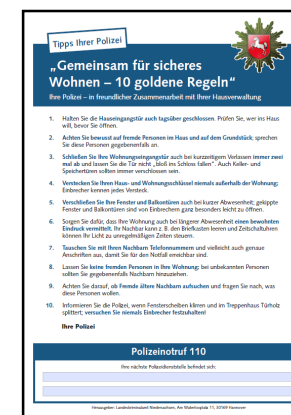 Tipps Ihrer Polizei
„Gemeinsam für sicheres
Wohnen – 10 goldene Regeln“
Ihre Polizei – in freundlicher Zusammenarbeit mit Ihrer Hausverwaltung
1. Halten Sie die Hauseingangstür auch tagsüber geschlossen. Prüfen Sie, wer ins Haus
will, bevor Sie öffnen.
2. Achten Sie bewusst auf fremde Personen im Haus und auf dem Grundstück; sprechen
Sie diese Personen gegebenenfalls an.
3. Schließen Sie Ihre Wohnungseingangstür auch bei kurzzeitigem Verlassen immer zwei
mal ab und lassen Sie die Tür nicht „bloß ins Schloss fallen“. Auch Keller- und
Speichertüren sollten immer verschlossen sein.
4. Verstecken Sie Ihren Haus- und Wohnungsschlüssel niemals außerhalb der Wohnung;
Einbrecher kennen jedes Versteck.
5. Verschließen Sie Ihre Fenster und Balkontüren auch bei kurzer Abwesenheit; gekippte
Fenster und Balkontüren sind von Einbrechern ganz besonders leicht zu öffnen.
6. Sorgen Sie dafür, dass Ihre Wohnung auch bei längerer Abwesenheit einen bewohnten
Eindruck vermittelt. Ihr Nachbar kann z. B. den Briefkasten leeren und Zeitschaltuhren
können Ihr Licht zu unregelmäßigen Zeiten steuern.
7. Tauschen Sie mit Ihren Nachbarn Telefonnummern und vielleicht auch genaue
Anschriften aus, damit Sie für den Notfall erreichbar sind.
8. Lassen Sie keine fremden Personen in Ihre Wohnung; bei unbekannten Personen
sollten Sie gegebenenfalls Nachbarn hinzuziehen.
9. Achten Sie darauf, ob Fremde ältere Nachbarn aufsuchen und fragen Sie nach, was
diese Personen wollen.
10. Informieren Sie die Polizei, wenn Fensterscheiben klirren und im Treppenhaus Türholz
splittert; versuchen Sie niemals Einbrecher festzuhalten!
Ihre Polizei
Polizeinotruf 110
Ihre nächste Polizeidienststelle befindet sich:
Herausgeber: Landeskriminalamt Niedersachsen, Am Waterlooplatz 11, 30169 Hannover